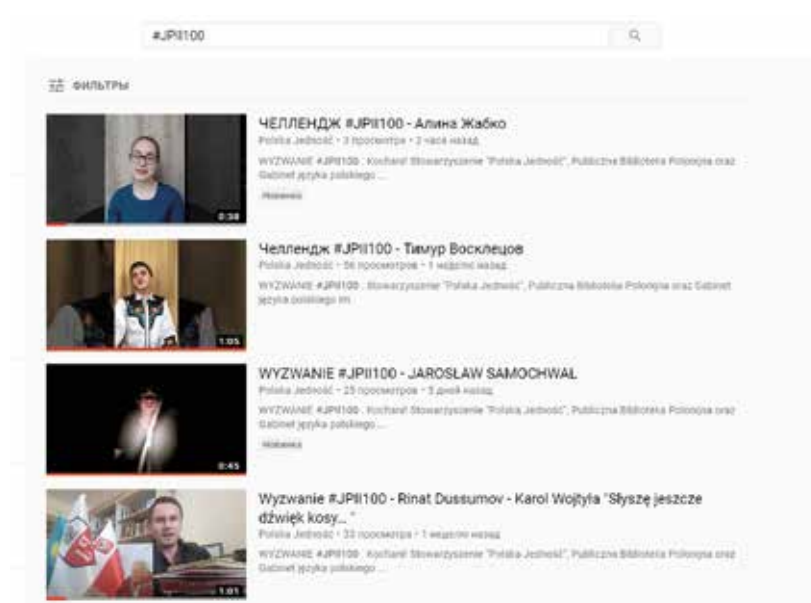 #JPII100
ФИЛЬТРЫ
ЧЕЛЛЕНДЖ #JPII100 - Алина Жабко
Polska Jedność • 3 просмотра • 2 часа назад
WYZWANIE #JPII100 . Kochani! Stowarzyszenie "Polska Jedność", Publiczna Biblioteka Polonijna oraz
Gabinet języka polskiego ...
Новинка
0:38
Челлендж #JPII100 - Тимур Восклецов
Polska Jedność • 56 просмотров • 1 неделю назад
WYZWANIE #JPII100 . Stowarzyszenie "Polska Jedność", Publiczna Biblioteka Polonijna oraz Gabinet
języka polskiego im.
1:05
WYZWANIE #JPII100 - JAROSŁAW SAMOCHWAŁ
Polska Jedność • 25 просмотров • 5 дней назад
WYZWANIE #JPII100 . Kochani! Stowarzyszenie "Polska Jedność", Publiczna Biblioteka Polonijna oraz
Gabinet języka polskiego ...
Новинка
0:45
Wyzwanie #JPII100 - Rinat Dussumov - Karol Wojtyła "Słyszę jeszcze
dźwięk kosy... "
Polska Jedność • 33 просмотра • 1 неделю назад
WYZWANIE #JPII100 . Kochani! Stowarzyszenie "Polska Jedność", Publiczna Biblioteka Polonijna oraz
Gabinet języka polskiego ...
1:01